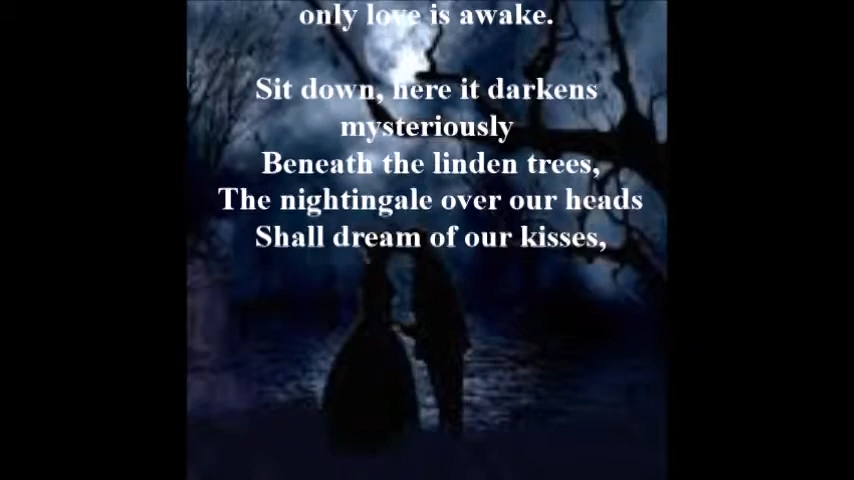 only love is awake.
Sit down, here it darkens
mysteriously
Beneath the linden trees,
The nightingale over our heads
Shall dream of our kisses,